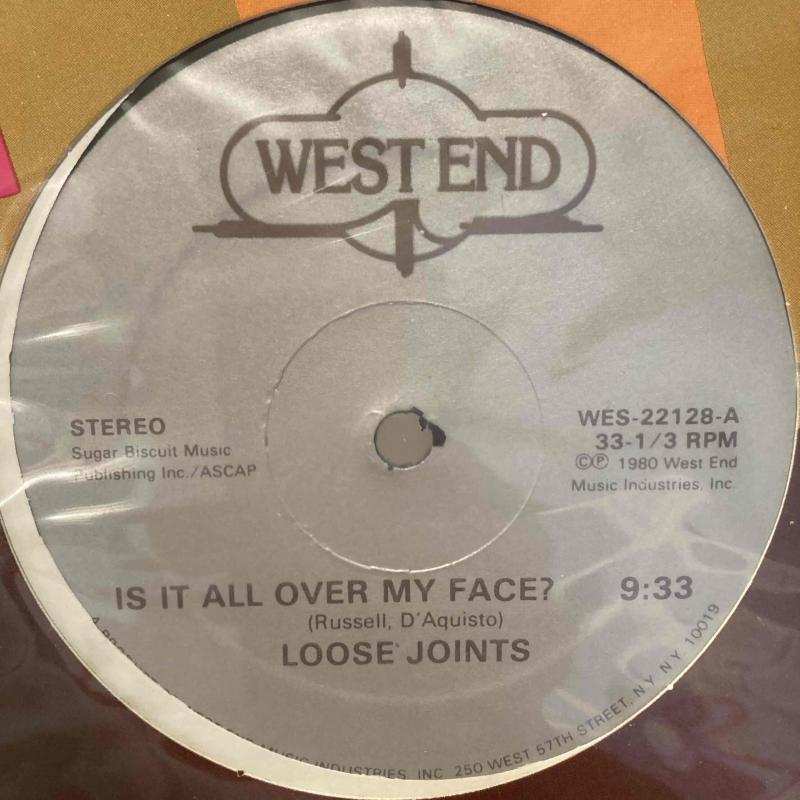 WEST END
STEREO
Sugar Biscuit Music
Publishing Inc./ASCAP
WES-22128-A
33-1/3 RPM
©℗ 1980 West End
Music Industries, Inc.
IS IT ALL OVER MY FACE? 9:33
(Russell, D'Aquisto)
LOOSE JOINTS
MUSIC INDUSTRIES, INC. 250 WEST 57TH STREET, N.Y. N.Y. 10019